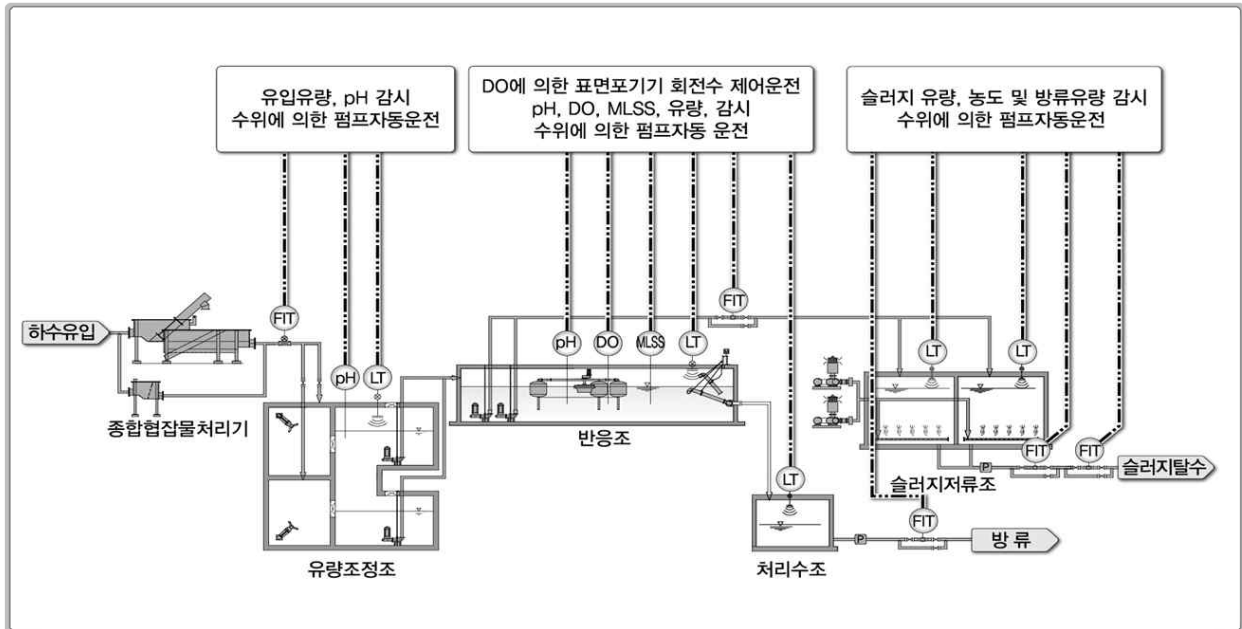 유입유량, pH 감시
수위에 의한 펌프자동운전
DO에 의한 표면포기기 회전수 제어운전
pH, DO, MLSS, 유량, 감시
수위에 의한 펌프자동 운전
슬러지 유량, 농도 및 방류유량 감시
수위에 의한 펌프자동운전
하수유입
FIT
종합협잡물처리기
pH
LT
유량조정조
pH
DO
MLSS
LT
FIT
반응조
LT
처리수조
LT
LT
슬러지저류조
P
FIT
FIT
슬러지탈수
P
FIT
방 류